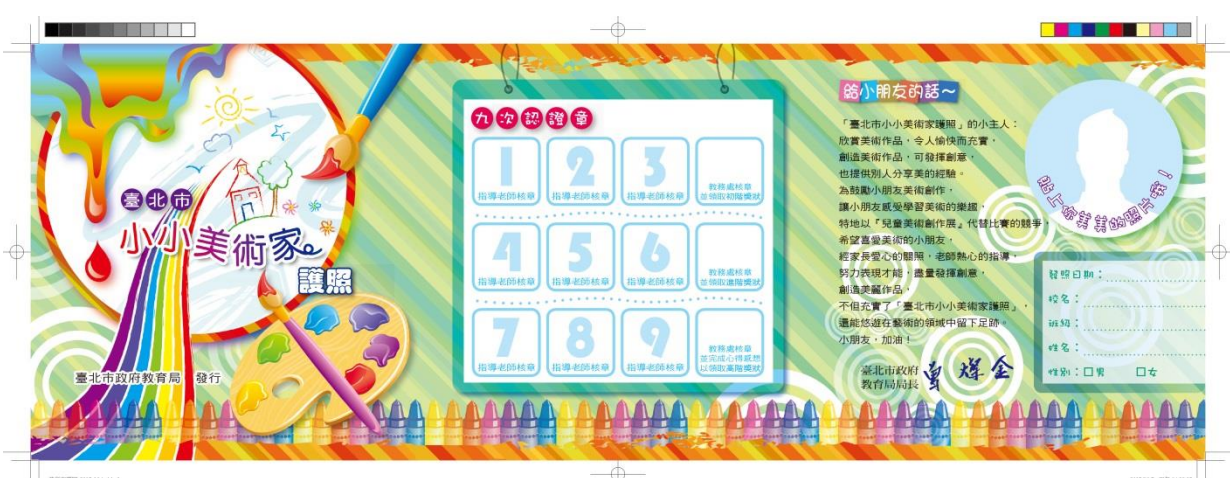 臺北市
小小美術家
護照
臺北市政府教育局 發行
九次認證章
1
指導老師核章
2
指導老師核章
3
指導老師核章
教務處核章
並領取初階獎狀
4
指導老師核章
5
指導老師核章
6
指導老師核章
教務處核章
並領取進階獎狀
7
指導老師核章
8
指導老師核章
9
指導老師核章
教務處核章
並完成心得感想
以領取高階獎狀
給小朋友的話～
「臺北市小小美術家護照」的小主人：
欣賞美術作品，令人愉快而充實，
創造美術作品，可發揮創意，
也提供別人分享美的經驗。
為鼓勵小朋友美術創作，
讓小朋友感受學習美術的樂趣，
特地以『兒童美術創作展』代替比賽的競爭，
希望喜愛美術的小朋友，
經家長愛心的關照，老師熱心的指導，
努力表現才能，盡量發揮創意，
創造美麗作品，
不但充實了「臺北市小小美術家護照」，
還能悠遊在藝術的領域中留下足跡。
小朋友，加油！
臺北市政府
教育局局長
貼上你美美的照片哦！
發照日期：
校名：
班級：
姓名：
性別：口男 口女